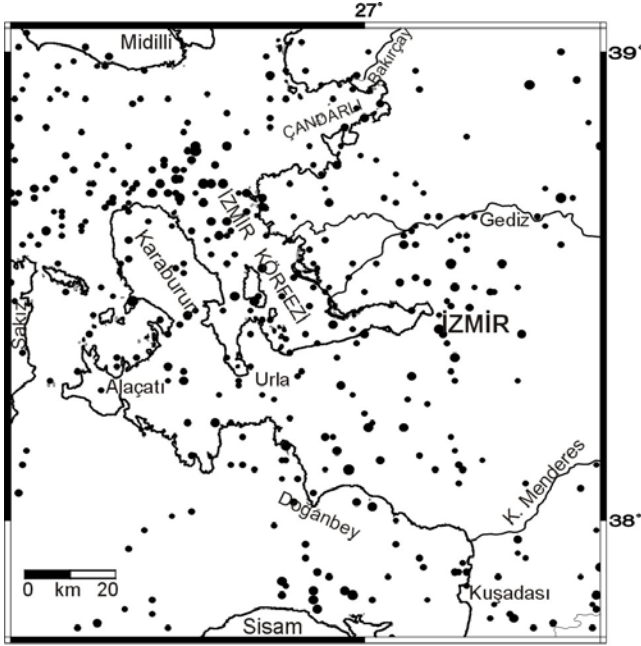 27°
Midilli
39°
Bakırçay
ÇANDARLI
İZMİR
KÖRFEZİ
Gediz
Karaburun
Sakız
İZMİR
Alaçatı
Urla
K. Menderes
Doğanbey
38°
0 km 20
Kuşadası
Sisam